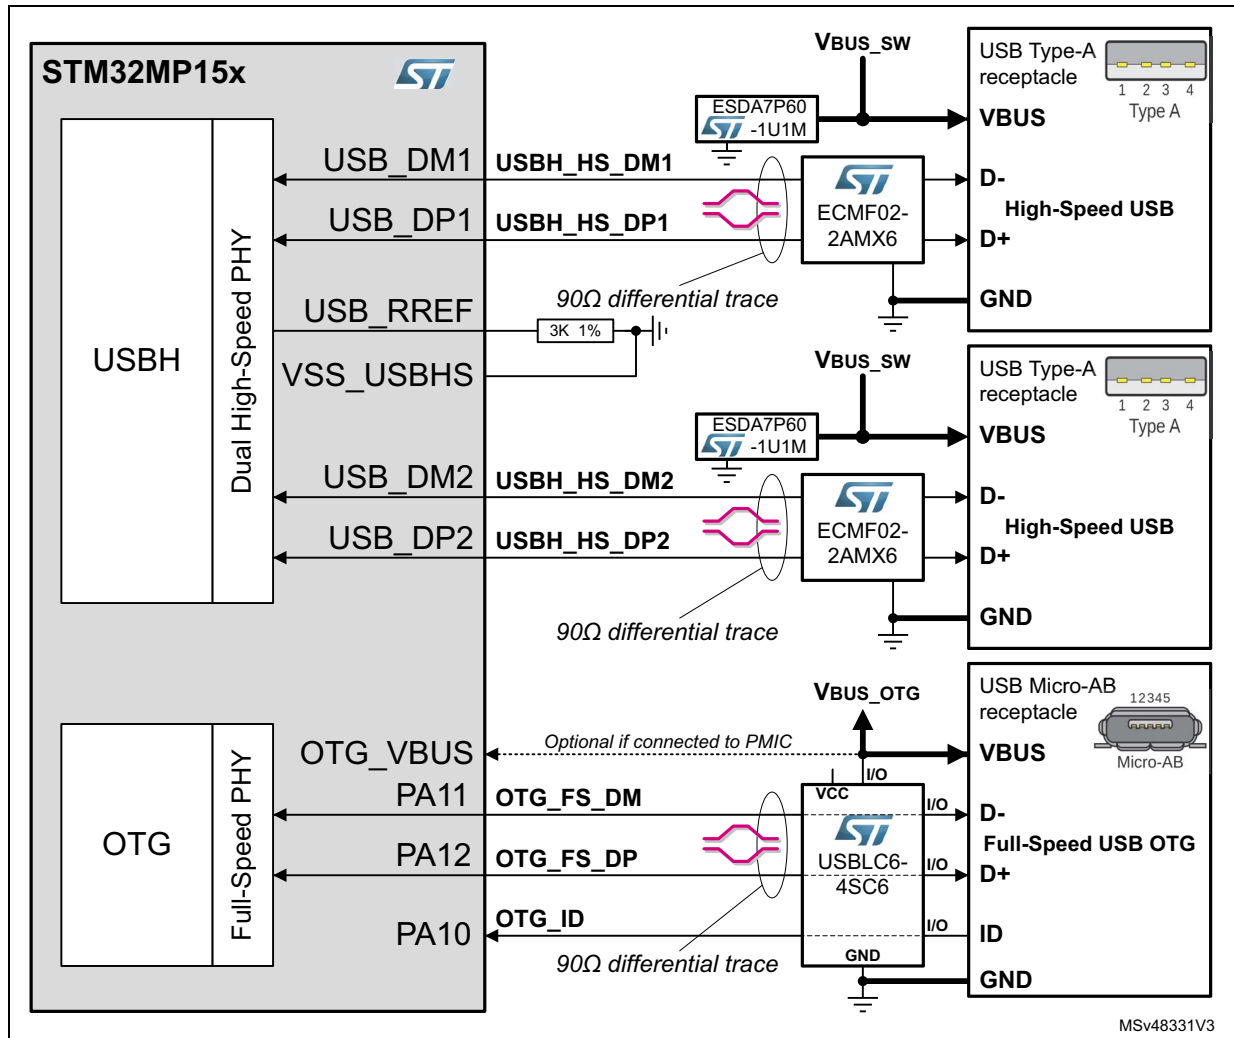 STM32MP15x
USBH
Dual High-Speed PHY
USB_DM1
USB_DP1
USB_RREF
VSS_USBHS
USB_DM2
USB_DP2
USBH_HS_DM1
USBH_HS_DP1
90Ω differential trace
3K 1%
USBH_HS_DM2
USBH_HS_DP2
90Ω differential trace
VBUS_SW
ESDA7P60
-1U1M
ECMF02-
2AMX6
USB Type-A
receptacle
1 2 3 4
Type A
VBUS
D-
High-Speed USB
D+
GND
VBUS_SW
ESDA7P60
-1U1M
ECMF02-
2AMX6
USB Type-A
receptacle
1 2 3 4
Type A
VBUS
D-
High-Speed USB
D+
GND
OTG
Full-Speed PHY
OTG_VBUS
PA11
PA12
PA10
Optional if connected to PMIC
OTG_FS_DM
OTG_FS_DP
OTG_ID
90Ω differential trace
VBUS_OTG
VCC
I/O
I/O
I/O
I/O
USBLC6-
4SC6
GND
USB Micro-AB
receptacle
12345
Micro-AB
VBUS
D-
Full-Speed USB OTG
D+
ID
GND
MSv48331V3